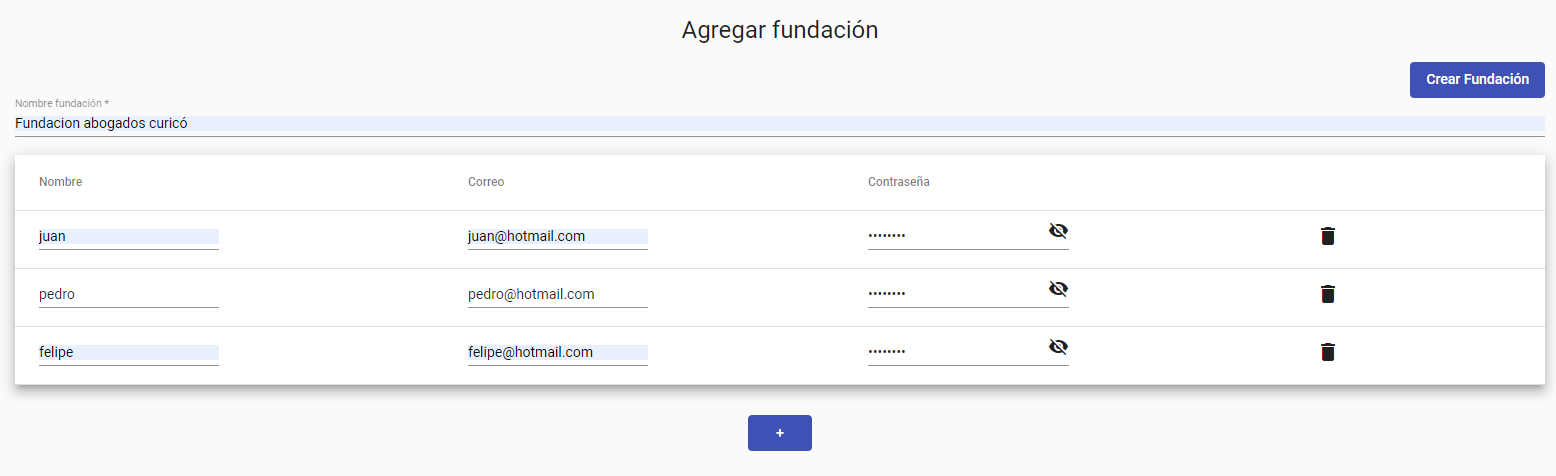 Agregar fundación
Crear Fundación
Nombre fundación *
Fundacion abogados curicó
Nombre Correo Contraseña
juan juan@hotmail.com ••••••••
pedro pedro@hotmail.com ••••••••
felipe felipe@hotmail.com ••••••••
+